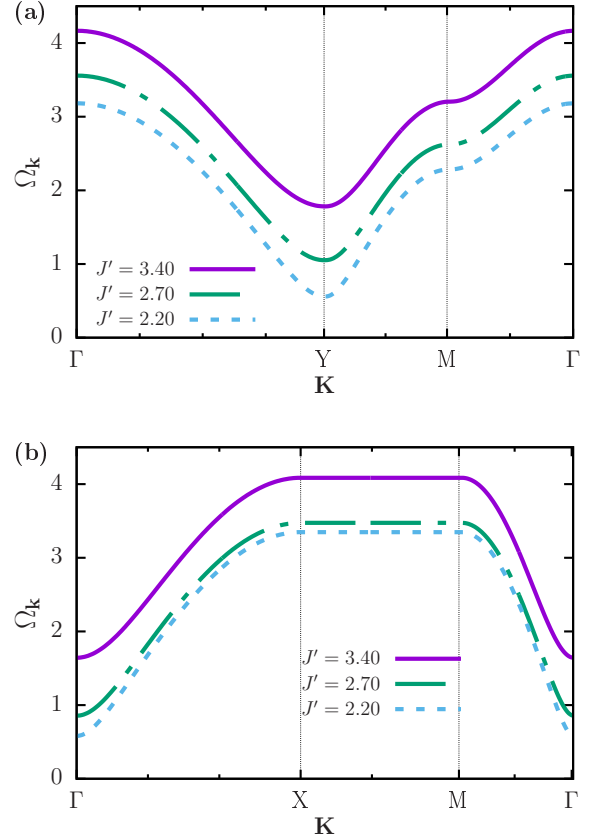 (a)
4
3
2
1
0
Ω𝐤
J′ = 3.40
J′ = 2.70
J′ = 2.20
Γ Y M Γ
K
(b)
4
3
2
1
0
Ω𝐤
J′ = 3.40
J′ = 2.70
J′ = 2.20
Γ X M Γ
K